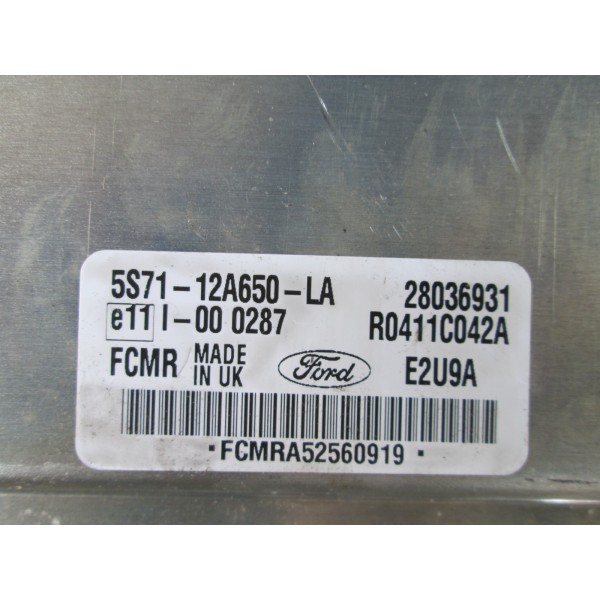 5S71-12A650-LA 28036931
e11 I-00 0287 R0411C042A
FCMR MADE IN UK Ford E2U9A
·FCMRA52560919·